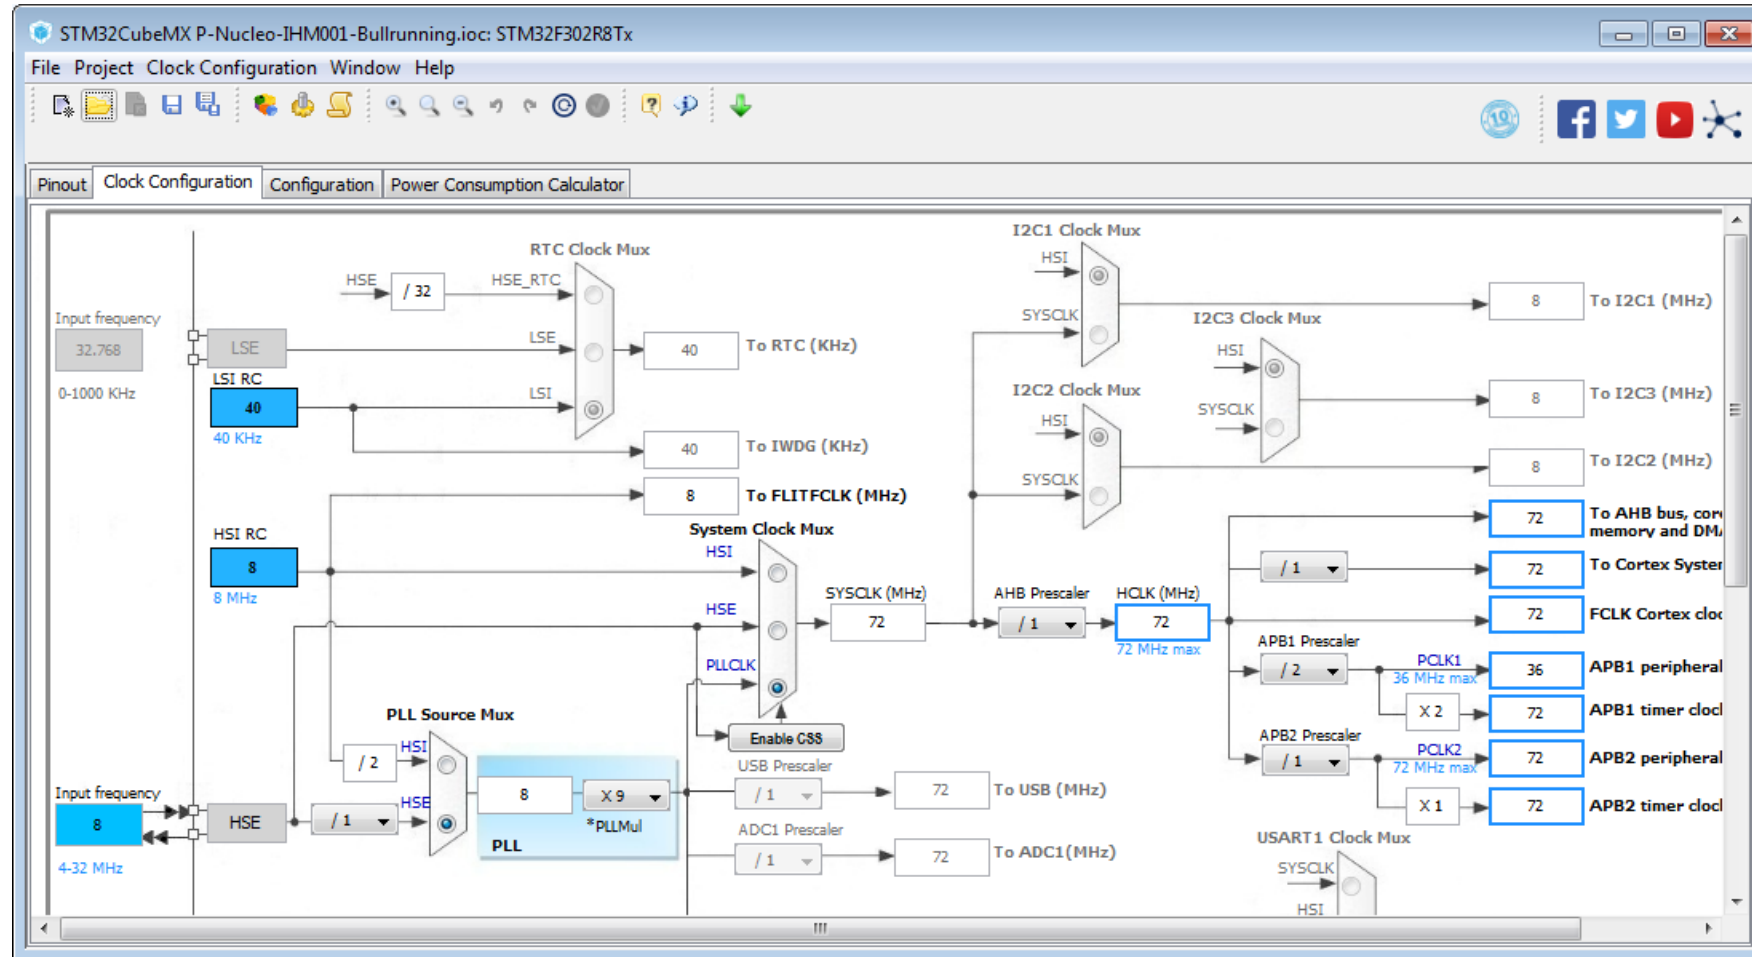 STM32CubeMX P-Nucleo-IHM001-Bullrunning.ioc: STM32F302R8Tx
File Project Clock Configuration Window Help
10
Pinout Clock Configuration Configuration Power Consumption Calculator
I2C1 Clock Mux
RTC Clock Mux
HSI
HSE / 32 HSE_RTC
8 To I2C1 (MHz)
Input frequency
SYSCLK I2C3 Clock Mux
32.768 LSE LSE 40 To RTC (KHz)
HSI
LSI RC
0-1000 KHz LSI I2C2 Clock Mux 8 To I2C3 (MHz)
40 SYSCLK
HSI
40 KHz 40 To IWDG (KHz)
8 To I2C2 (MHz)
SYSCLK
8 To FLITFCLK (MHz)
72 To AHB bus, core
HSI RC System Clock Mux memory and DMA
HSI
8 / 1 72 To Cortex System
8 MHz SYSCLK (MHz) AHB Prescaler HCLK (MHz)
HSE 72 / 1 72 72 FCLK Cortex cloc
72 MHz max APB1 Prescaler
PLLCLK / 2 PCLK1 36 APB1 peripheral
36 MHz max
PLL Source Mux X 2 72 APB1 timer clocl
Enable CSS APB2 Prescaler
HSI PCLK2
/ 2 USB Prescaler / 1 72 MHz max 72 APB2 peripheral
Input frequency 8 X 9 / 1 72 To USB (MHz)
HSE X 1 72 APB2 timer clocl
8 HSE / 1 *PLLMul ADC1 Prescaler
PLL / 1 72 To ADC1(MHz) USART1 Clock Mux
4-32 MHz SYSCLK
HSI